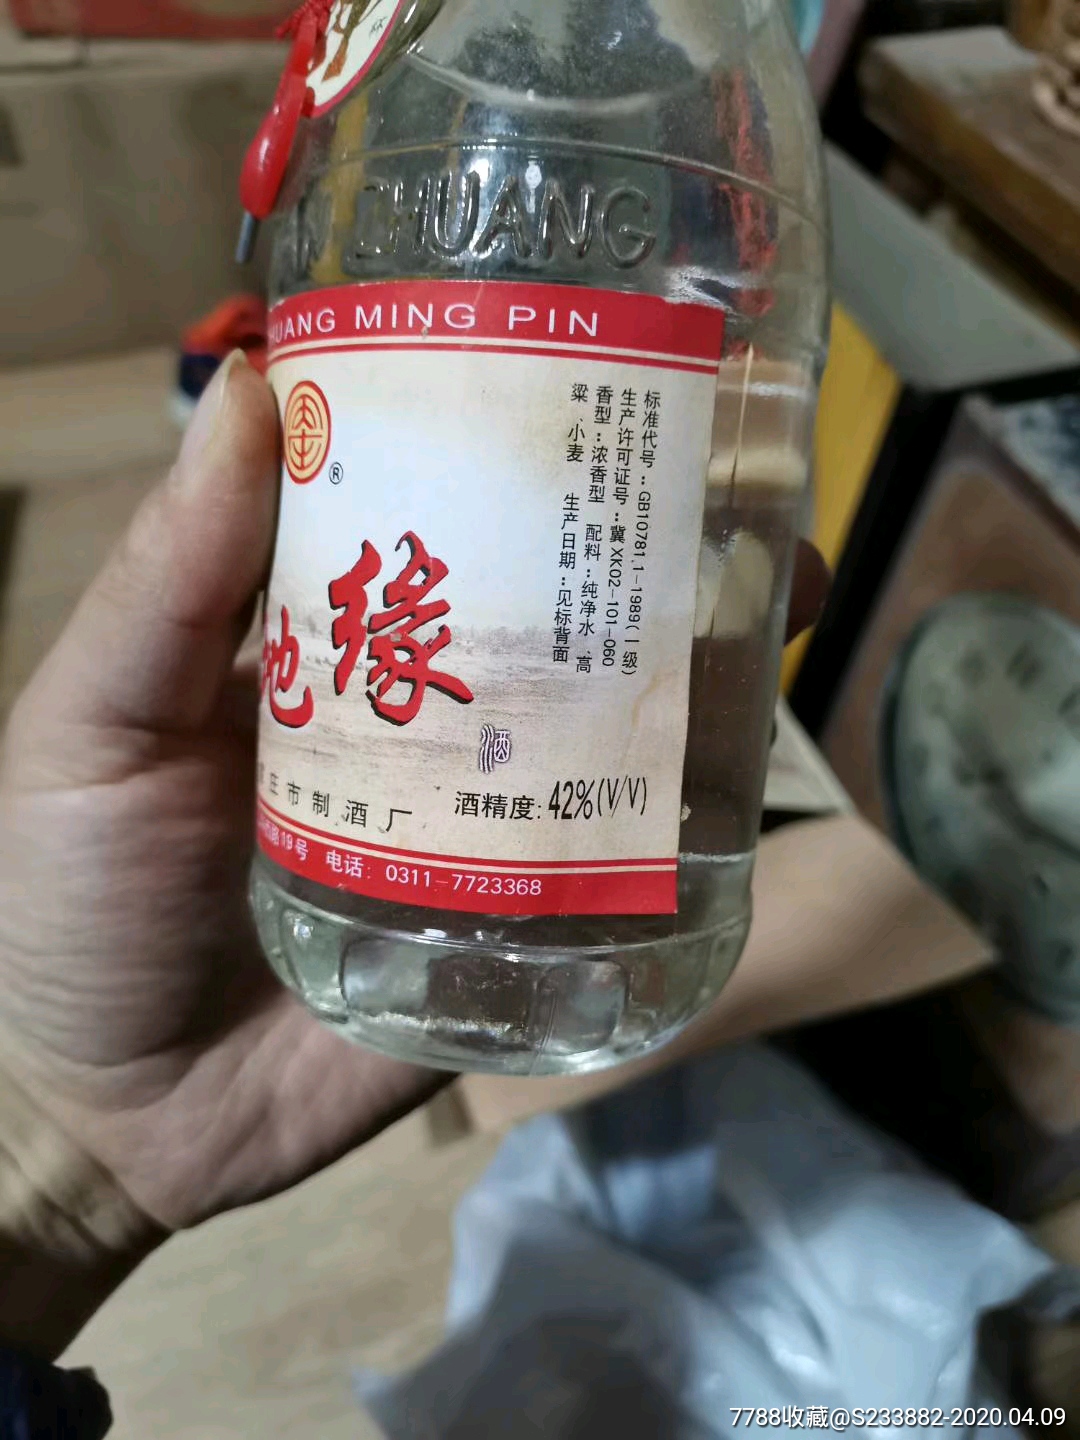 ZHUANG
UANG MING PIN
®
标准代号：GB10781.1-1989(一级)
生产许可证号：冀XK02-101-060
香型：浓香型 配料：纯净水、高
粱、小麦 生产日期：见标背面
地缘
酒
庄市制酒厂
酒精度:42%(V/V)
路19号 电话: 0311-7723368
7788收藏@S233882-2020.04.09